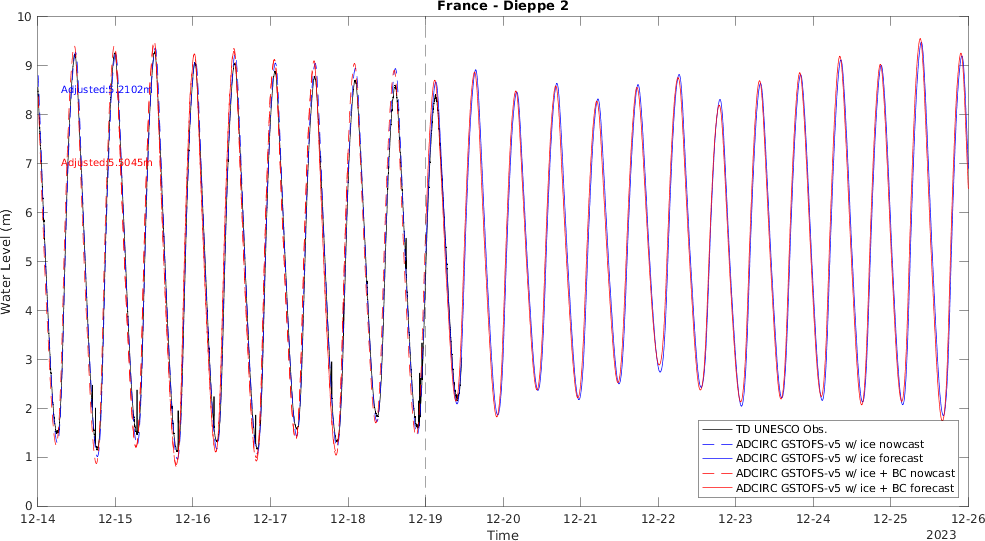 France - Dieppe 2
Water Level (m)
10
9
8
7
6
5
4
3
2
1
0
Adjusted:5.2102m
Adjusted:5.5045m
TD UNESCO Obs.
ADCIRC GSTOFS-v5 w/ ice nowcast
ADCIRC GSTOFS-v5 w/ ice forecast
ADCIRC GSTOFS-v5 w/ ice + BC nowcast
ADCIRC GSTOFS-v5 w/ ice + BC forecast
12-14 12-15 12-16 12-17 12-18 12-19 12-20 12-21 12-22 12-23 12-24 12-25 12-26
Time
2023